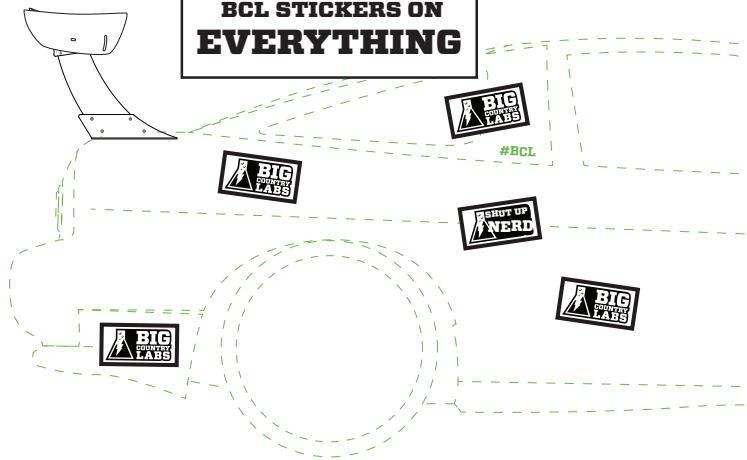 BCL STICKERS ON
EVERYTHING
BIG
COUNTRY
LABS
#BCL
BIG
COUNTRY
LABS
SHUT UP
NERD
BIG
COUNTRY
LABS
BIG
COUNTRY
LABS